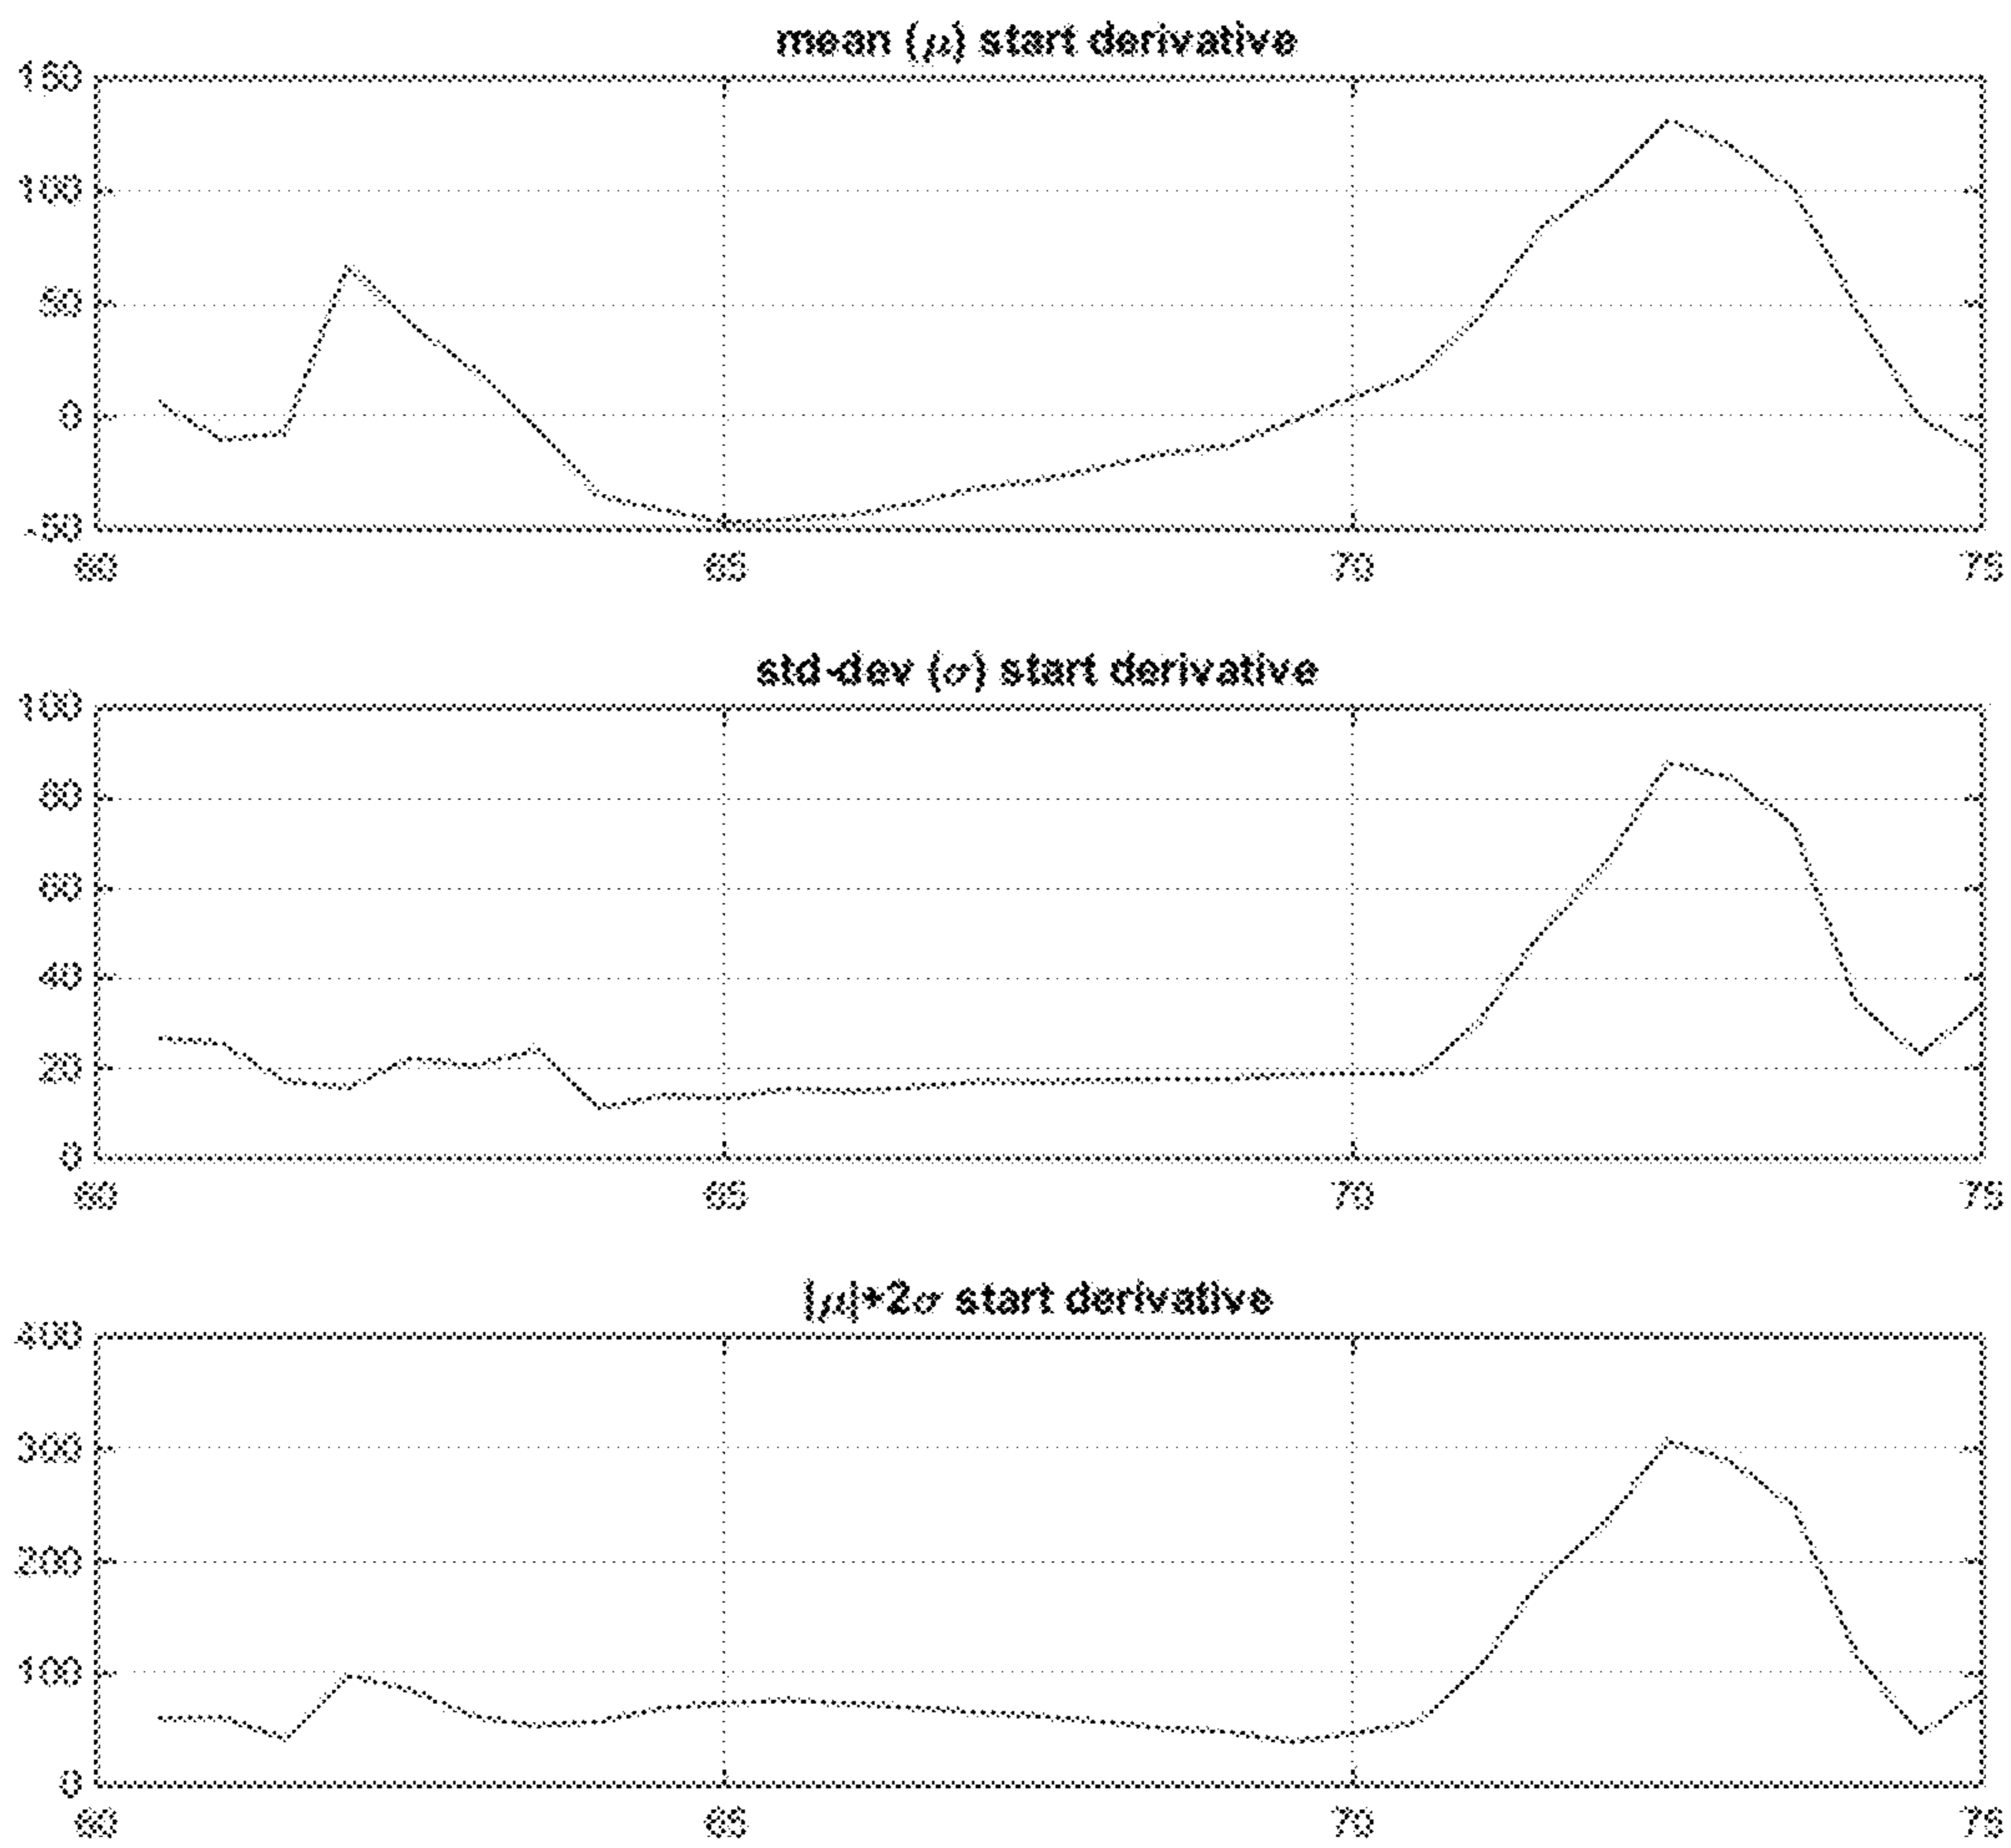 mean (μ) start derivative
150
100
50
0
-50
60 65 70 75
std-dev (σ) start derivative
100
80
60
40
20
0
60 65 70 75
|μ|+2σ start derivative
400
300
200
100
0
60 65 70 75